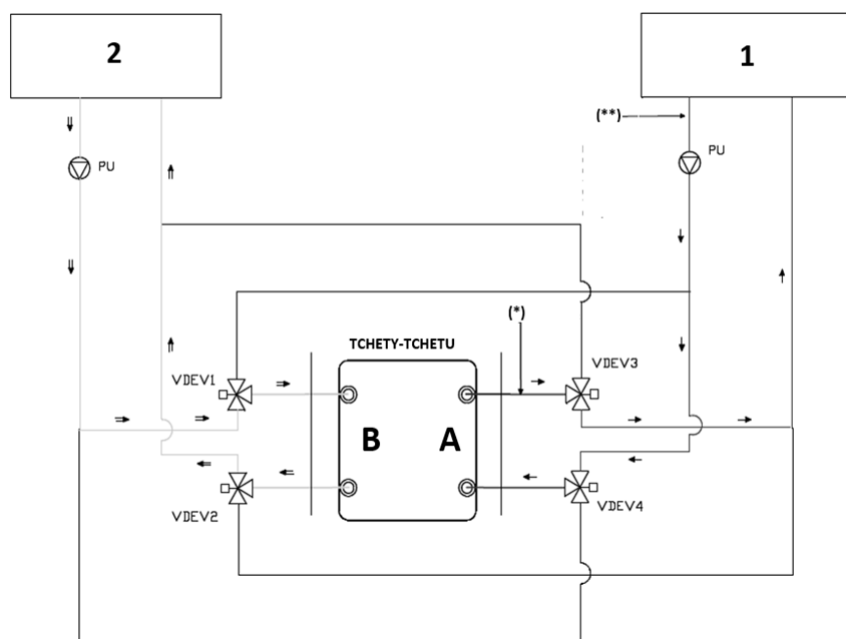 2
1
(**)
PU
PU
(*)
TCHETY-TCHETU
VDEV3
VDEV1
B
A
VDEV4
VDEV2